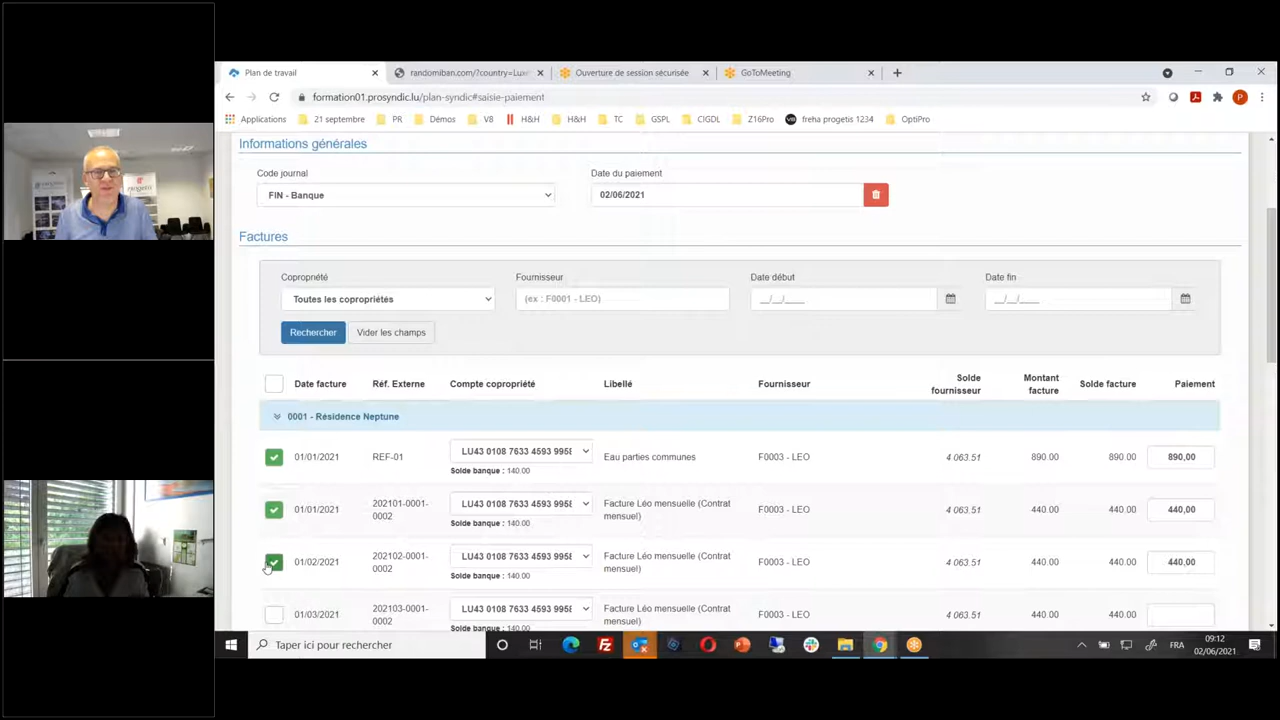 Plan de travail
randomiban.com/?country=Lux
Ouverture de session sécurisée
GoToMeeting
formation01.prosyndic.lu/plan-syndic#saisie-paiement
P
Applications
21 septembre
PR
Démos
V8
H&H
H&H
TC
GSPL
CIGDL
Z16Pro
freha progetis 1234
OptiPro
Informations générales
Code journal
Date du paiement
FIN - Banque
02/06/2021
Factures
Copropriété
Fournisseur
Date début
Date fin
Toutes les copropriétés
(ex : F0001 - LEO)
__/__/____
__/__/____
Rechercher
Vider les champs
Date facture
Réf. Externe
Compte copropriété
Libellé
Fournisseur
Solde fournisseur
Montant facture
Solde facture
Paiement
0001 - Résidence Neptune
01/01/2021
REF-01
LU43 0108 7633 4593 995
Solde banque : 140.00
Eau parties communes
F0003 - LEO
4 063.51
890.00
890.00
890,00
01/01/2021
202101-0001-
0002
LU43 0108 7633 4593 995
Solde banque : 140.00
Facture Léo mensuelle (Contrat
mensuel)
F0003 - LEO
4 063.51
440.00
440.00
440,00
01/02/2021
202102-0001-
0002
LU43 0108 7633 4593 995
Solde banque : 140.00
Facture Léo mensuelle (Contrat
mensuel)
F0003 - LEO
4 063.51
440.00
440.00
440,00
01/03/2021
202103-0001-
0002
LU43 0108 7633 4593 995
Solde banque : 140.00
Facture Léo mensuelle (Contrat
mensuel)
F0003 - LEO
4 063.51
440.00
440.00
Taper ici pour rechercher
FRA
09:12
02/06/2021